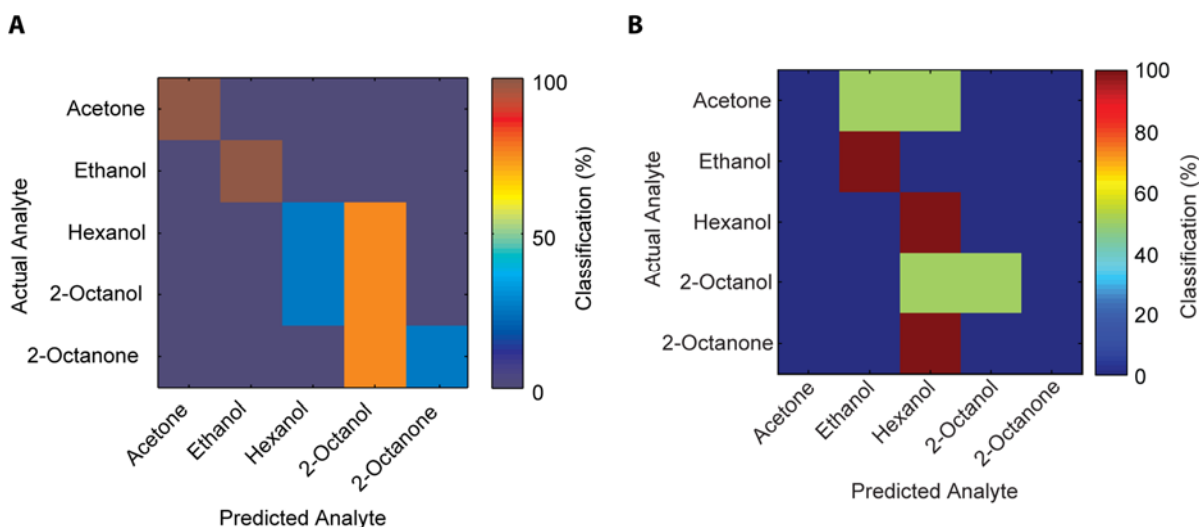 A
Actual Analyte
Acetone
Ethanol
Hexanol
2-Octanol
2-Octanone
Acetone
Ethanol
Hexanol
2-Octanol
2-Octanone
Predicted Analyte
100
50
0
Classification (%)
B
Actual Analyte
Acetone
Ethanol
Hexanol
2-Octanol
2-Octanone
Acetone
Ethanol
Hexanol
2-Octanol
2-Octanone
Predicted Analyte
100
80
60
40
20
0
Classification (%)